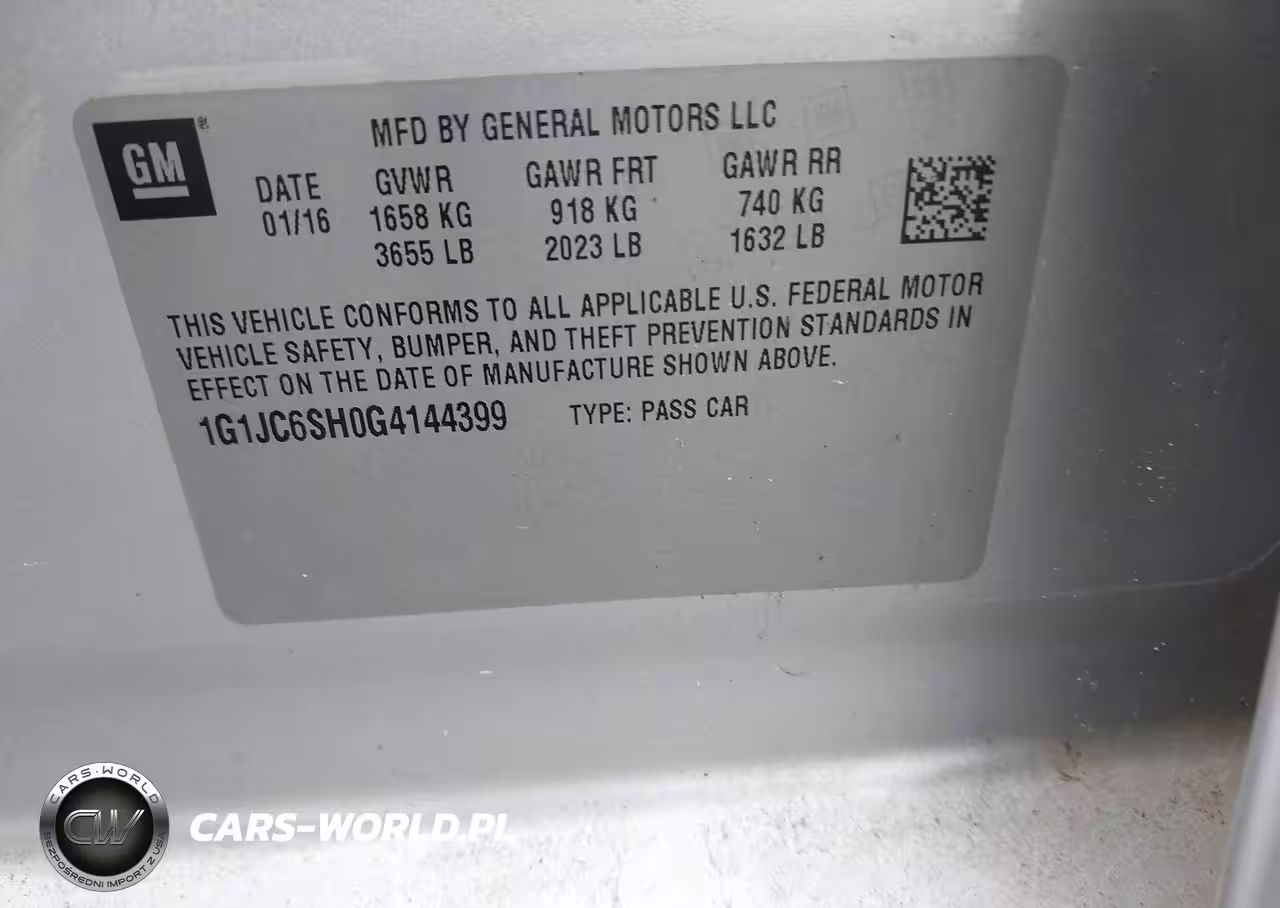 GM
®
MFD BY GENERAL MOTORS LLC
DATE GVWR GAWR FRT GAWR RR
01/16 1658 KG 918 KG 740 KG
3655 LB 2023 LB 1632 LB
THIS VEHICLE CONFORMS TO ALL APPLICABLE U.S. FEDERAL MOTOR
VEHICLE SAFETY, BUMPER, AND THEFT PREVENTION STANDARDS IN
EFFECT ON THE DATE OF MANUFACTURE SHOWN ABOVE.
1G1JC6SH0G4144399 TYPE: PASS CAR
CARS-WORLD
CW
BEZPOŚREDNI IMPORT Z USA
CARS-WORLD.PL